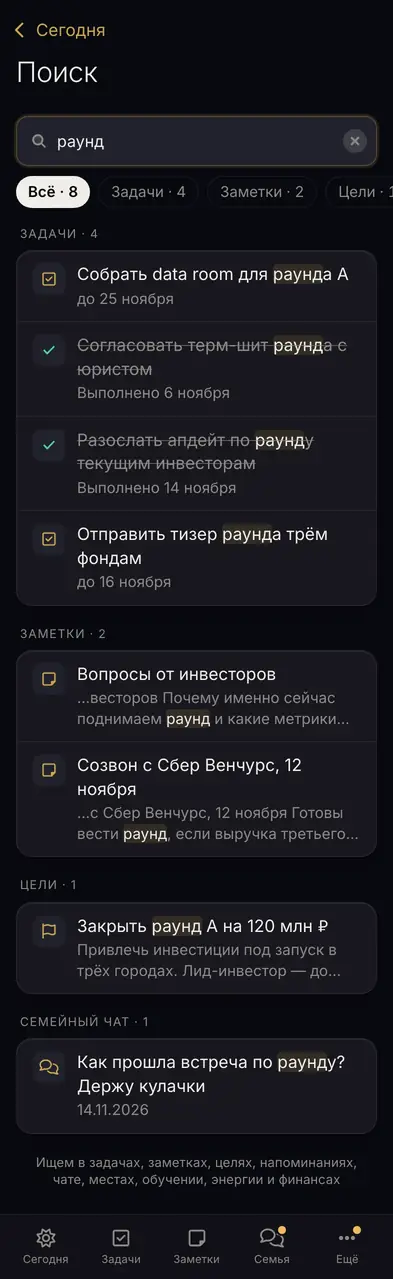 Сегодня
Поиск
раунд
Всё · 8
Задачи · 4
Заметки · 2
Цели · 1
ЗАДАЧИ · 4
Собрать data room для раунда А
до 25 ноября
Согласовать терм-шит раунда с
юристом
Выполнено 6 ноября
Разослать апдейт по раунду
текущим инвесторам
Выполнено 14 ноября
Отправить тизер раунда трём
фондам
до 16 ноября
ЗАМЕТКИ · 2
Вопросы от инвесторов
...весторов Почему именно сейчас
поднимаем раунд и какие метрики...
Созвон с Сбер Венчурс, 12
ноября
...с Сбер Венчурс, 12 ноября Готовы
вести раунд, если выручка третьего...
ЦЕЛИ · 1
Закрыть раунд А на 120 млн ₽
Привлечь инвестиции под запуск в
трёх городах. Лид-инвестор — до...
СЕМЕЙНЫЙ ЧАТ · 1
Как прошла встреча по раунду?
Держу кулачки
14.11.2026
Ищем в задачах, заметках, целях, напоминаниях,
чате, местах, обучении, энергии и финансах
Сегодня
Задачи
Заметки
Семья
Ещё